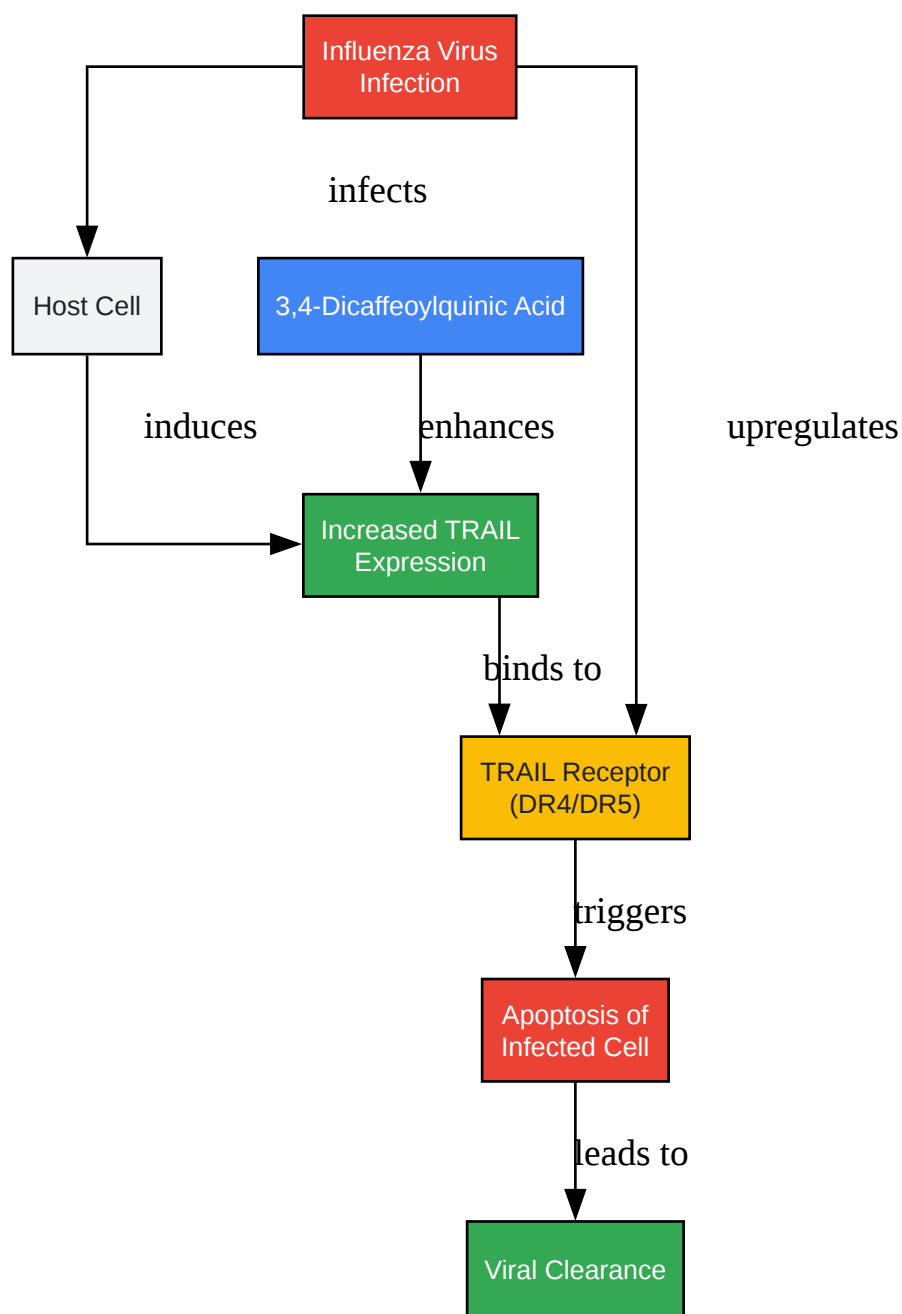 Influenza Virus
Infection
infects
Host Cell
3,4-Dicaffeoylquinic Acid
induces
enhances
upregulates
Increased TRAIL
Expression
binds to
TRAIL Receptor
(DR4/DR5)
triggers
Apoptosis of
Infected Cell
leads to
Viral Clearance